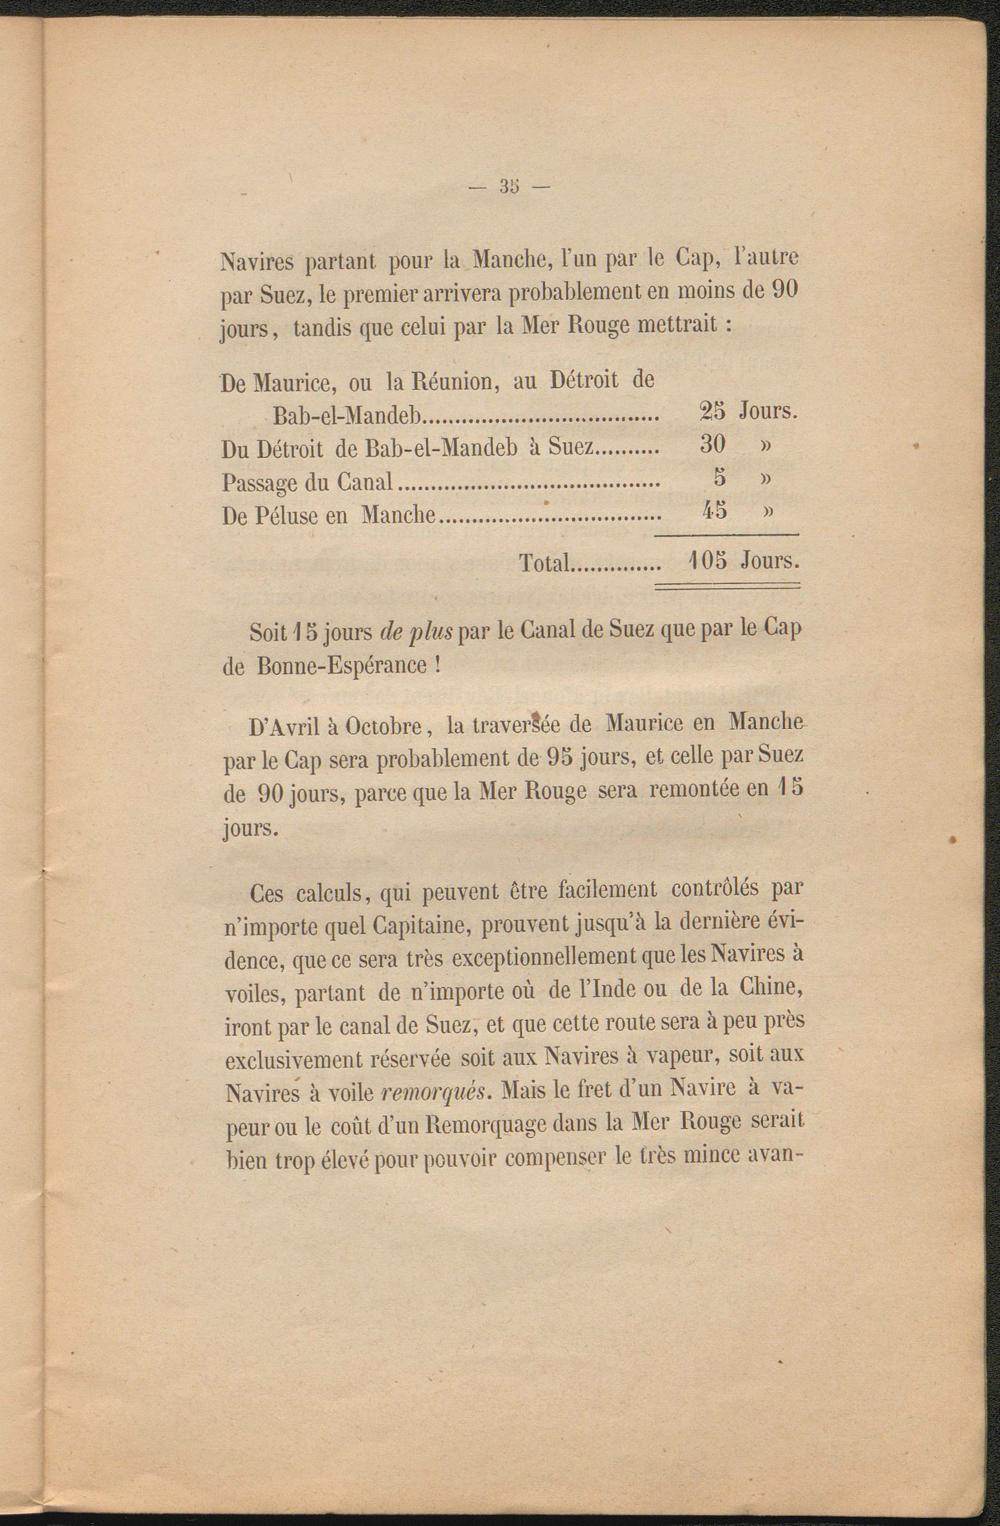 — 35 —
Navires partant pour la Manche, l'un par le Cap, l'autre
par Suez, le premier arrivera probablement en moins de 90
jours, tandis que celui par la Mer Rouge mettrait :
De Maurice, ou la Réunion, au Détroit de
Bab-el-Mandeb.................................... 25 Jours.
Du Détroit de Bab-el-Mandeb à Suez.......... 30 »
Passage du Canal........................................ 5 »
De Péluse en Manche.................................. 45 »
Total.............. 105 Jours.
Soit 15 jours de plus par le Canal de Suez que par le Cap
de Bonne-Espérance !
D'Avril à Octobre, la traversée de Maurice en Manche
par le Cap sera probablement de 95 jours, et celle par Suez
de 90 jours, parce que la Mer Rouge sera remontée en 15
jours.
Ces calculs, qui peuvent être facilement contrôlés par
n'importe quel Capitaine, prouvent jusqu'à la dernière évi-
dence, que ce sera très exceptionnellement que les Navires à
voiles, partant de n'importe où de l'Inde ou de la Chine,
iront par le canal de Suez, et que cette route sera à peu près
exclusivement réservée soit aux Navires à vapeur, soit aux
Navires à voile remorqués. Mais le fret d'un Navire à va-
peur ou le coût d'un Remorquage dans la Mer Rouge serait
bien trop élevé pour pouvoir compenser le très mince avan-